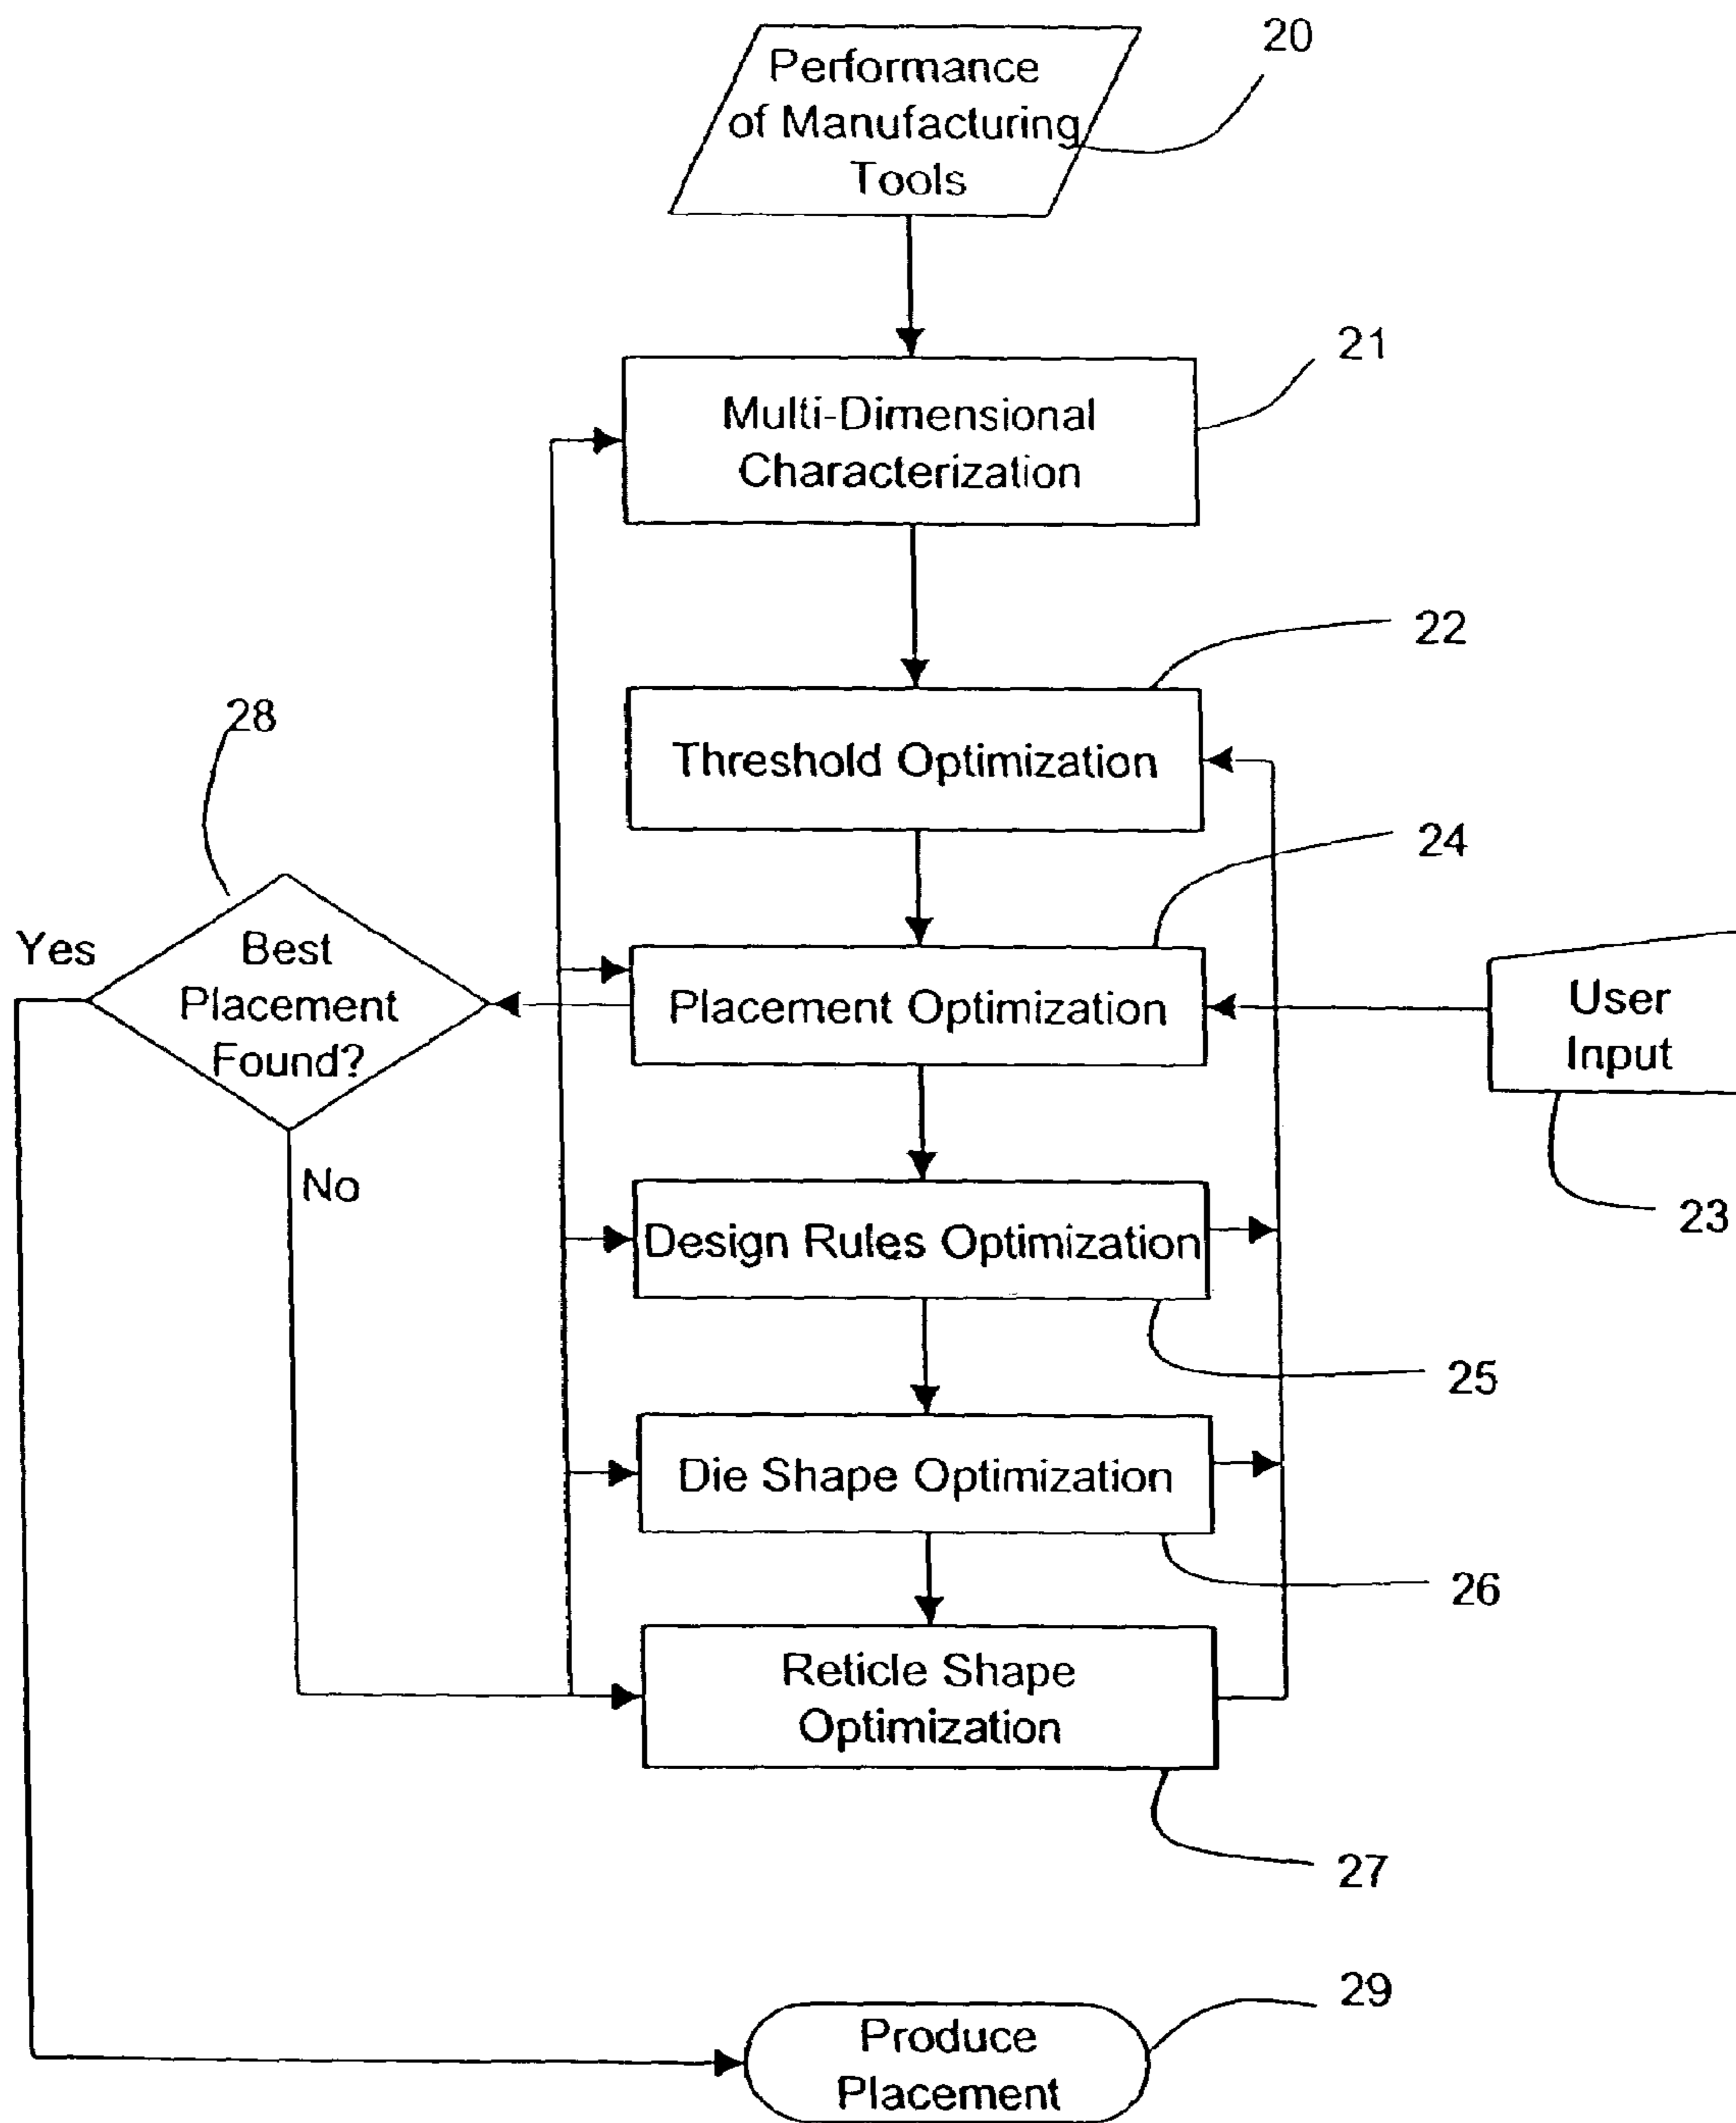 20
Performance
of Manufacturing
Tools
21
Multi-Dimensional
Characterization
22
Threshold Optimization
28
24
Yes
Best
Placement
Found?
Placement Optimization
User
Input
No
23
Design Rules Optimization
25
Die Shape Optimization
26
Reticle Shape
Optimization
27
29
Produce
Placement